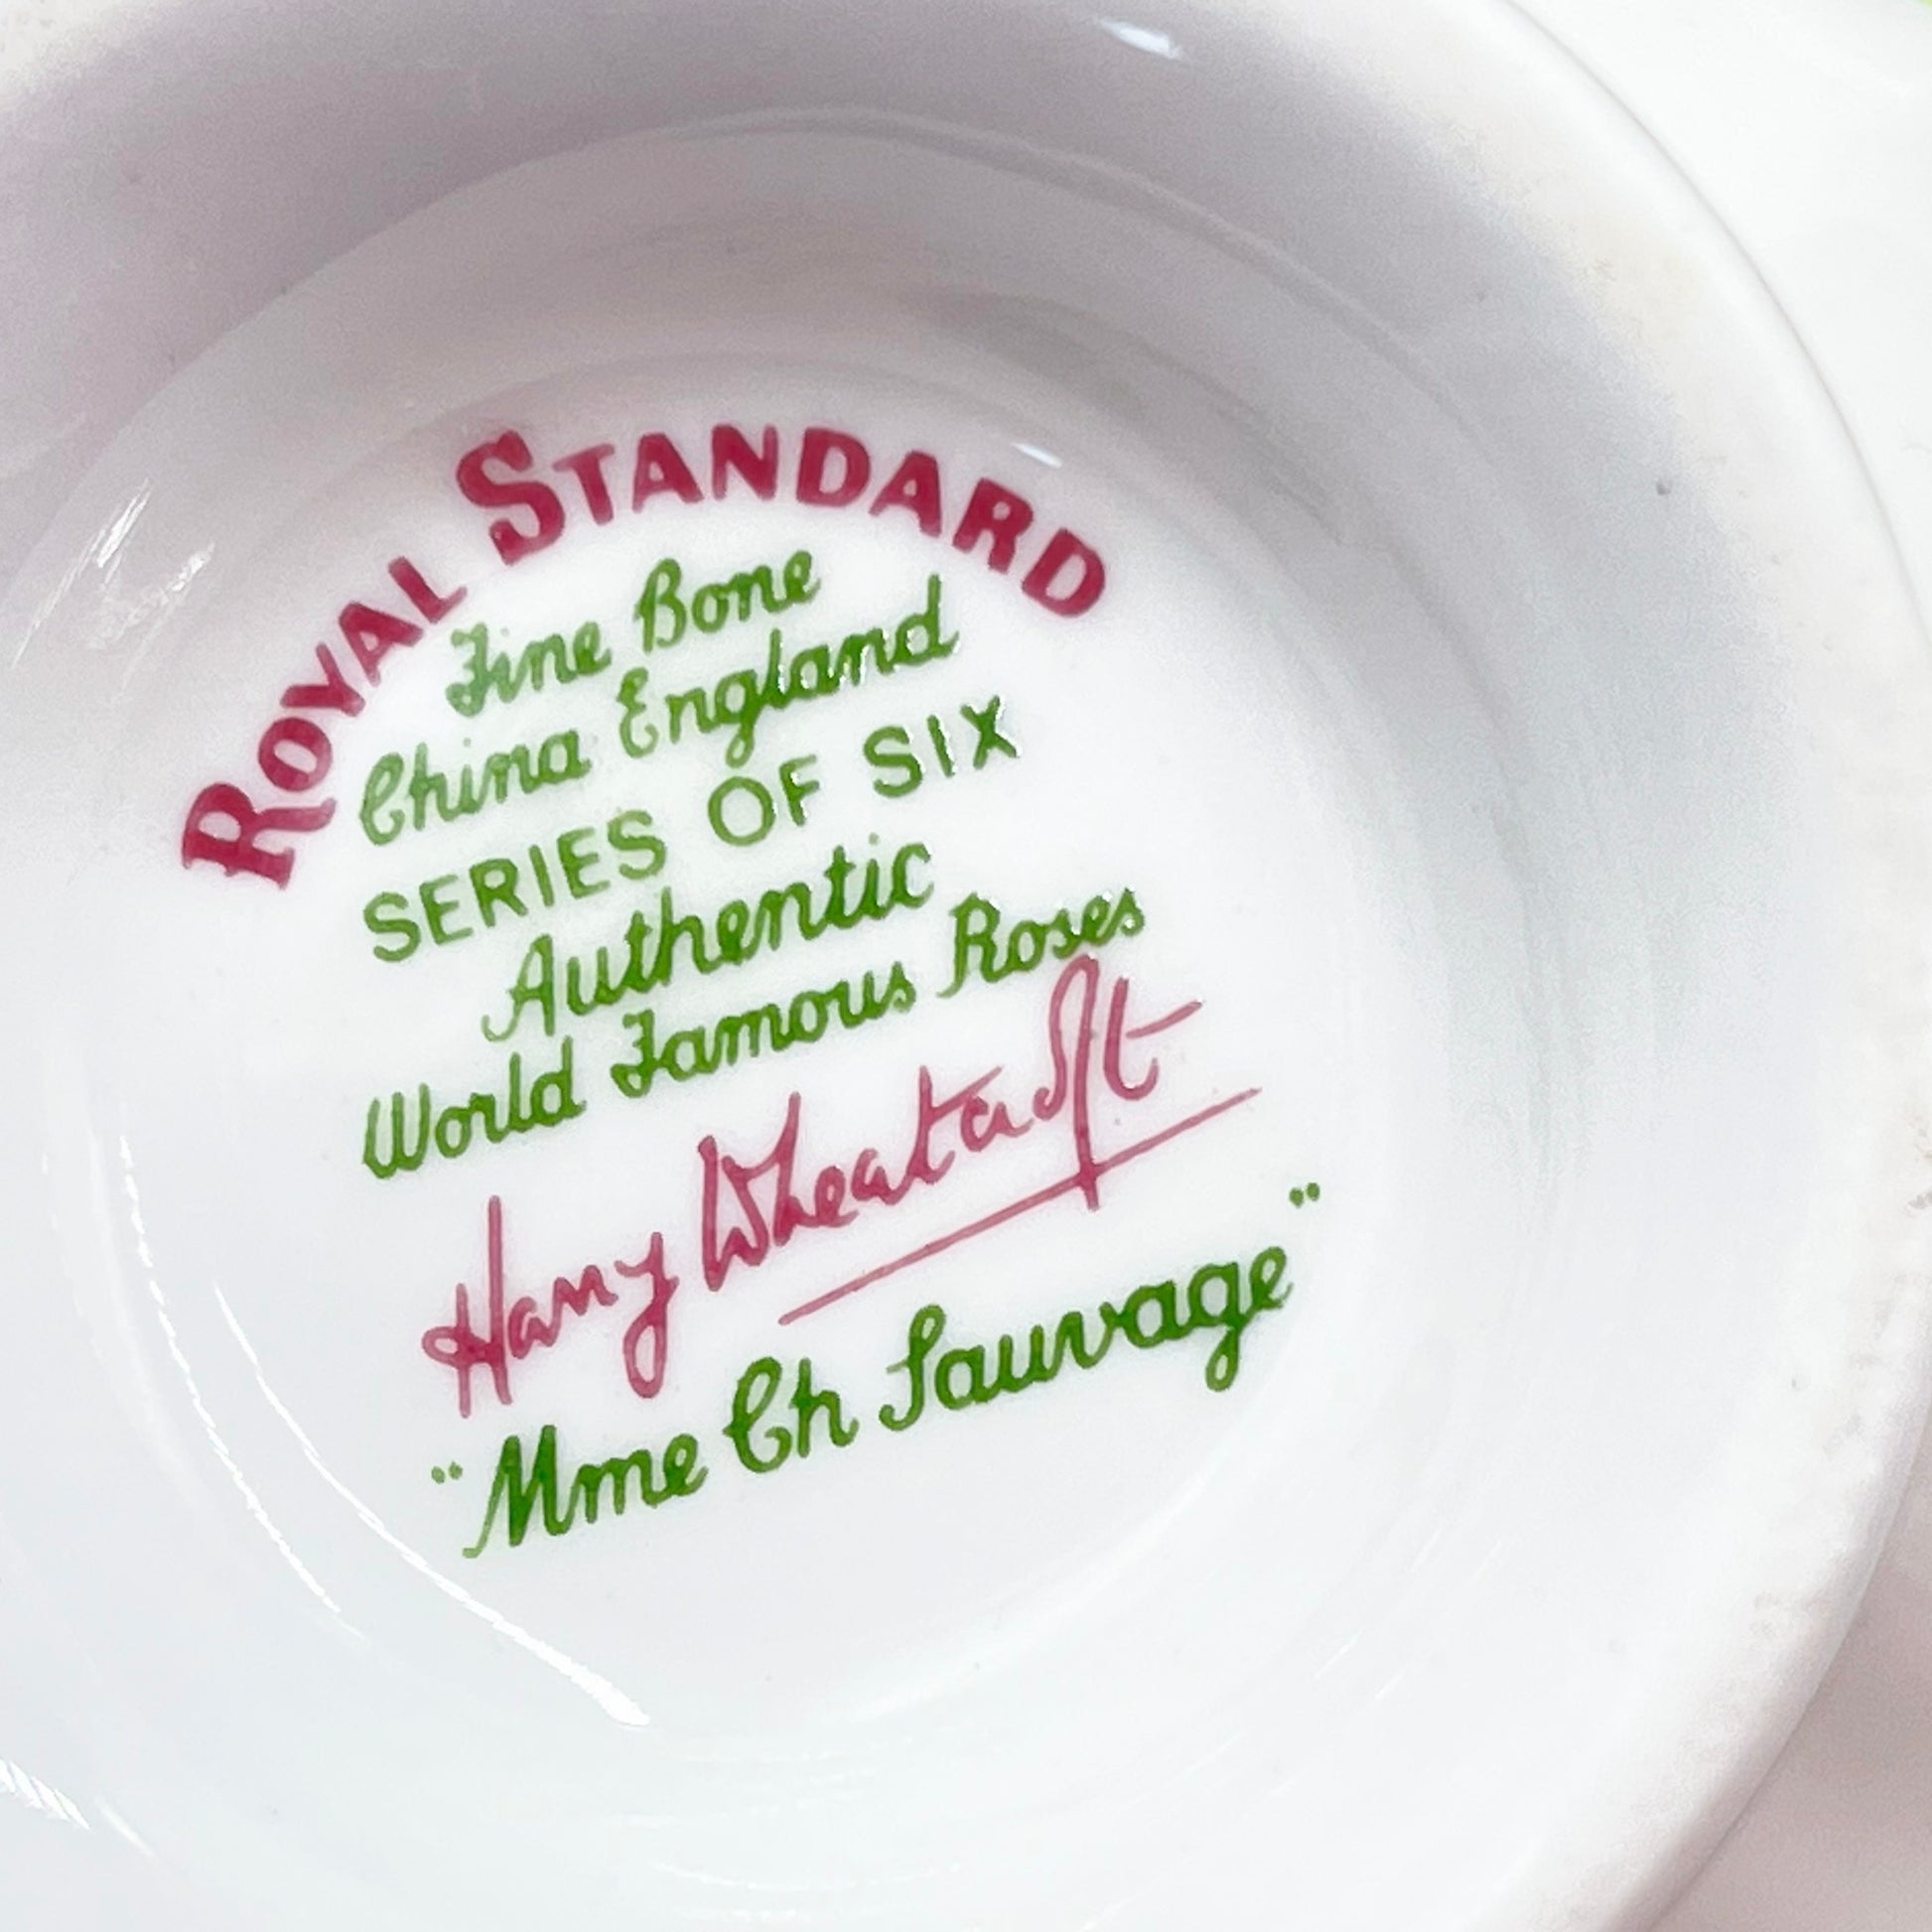 ROYAL STANDARD
Fine Bone
China England
SERIES OF SIX
Authentic
World Famous Roses
Harry Wheatcroft
"Mme Ch Sauvage"